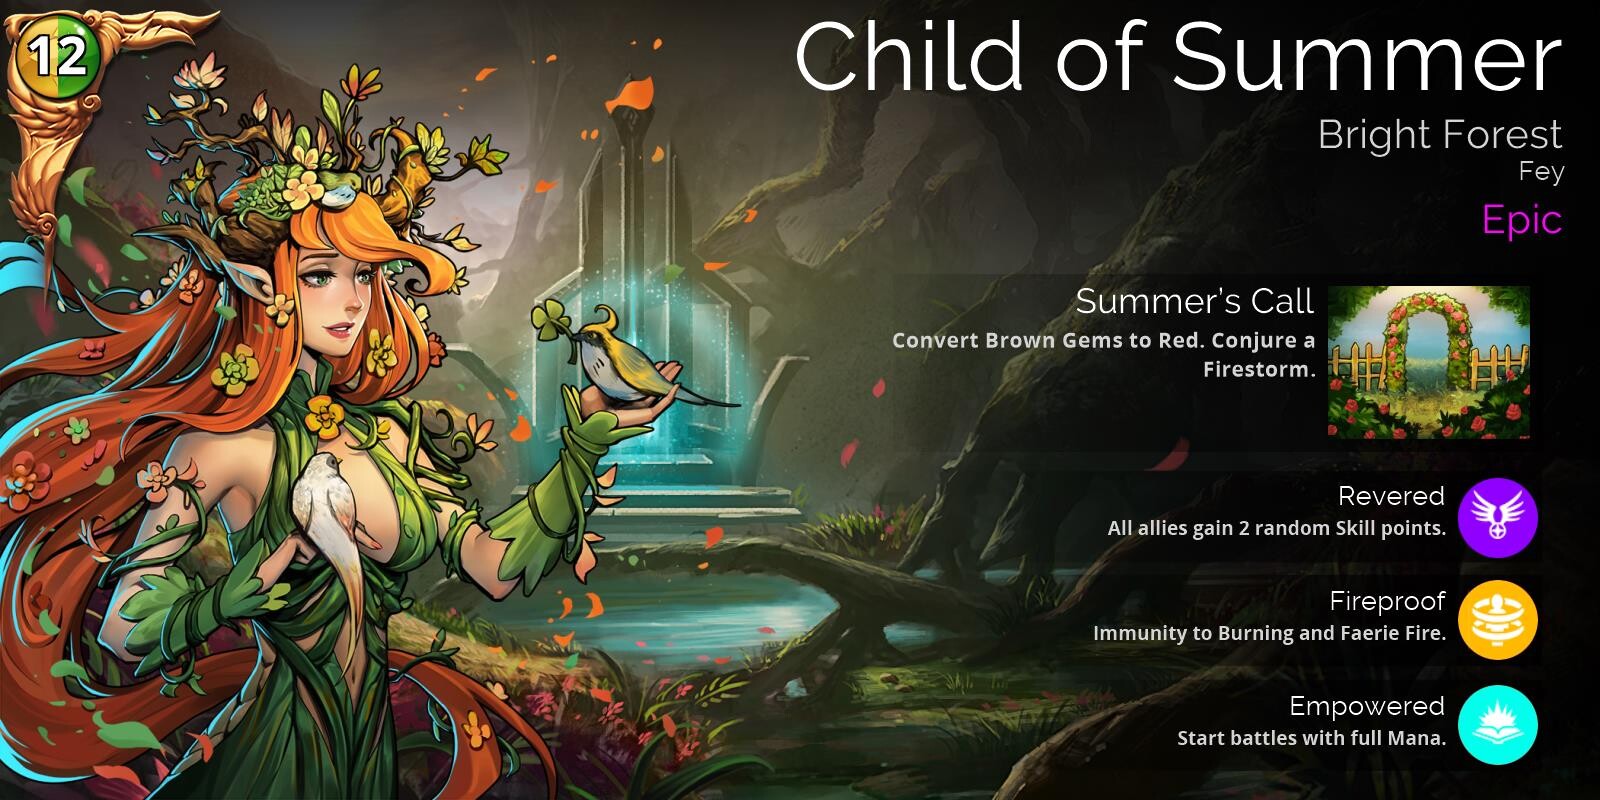 12
Child of Summer
Bright Forest
Fey
Epic
Summer's Call
Convert Brown Gems to Red. Conjure a
Firestorm.
Revered
All allies gain 2 random Skill points.
Fireproof
Immunity to Burning and Faerie Fire.
Empowered
Start battles with full Mana.